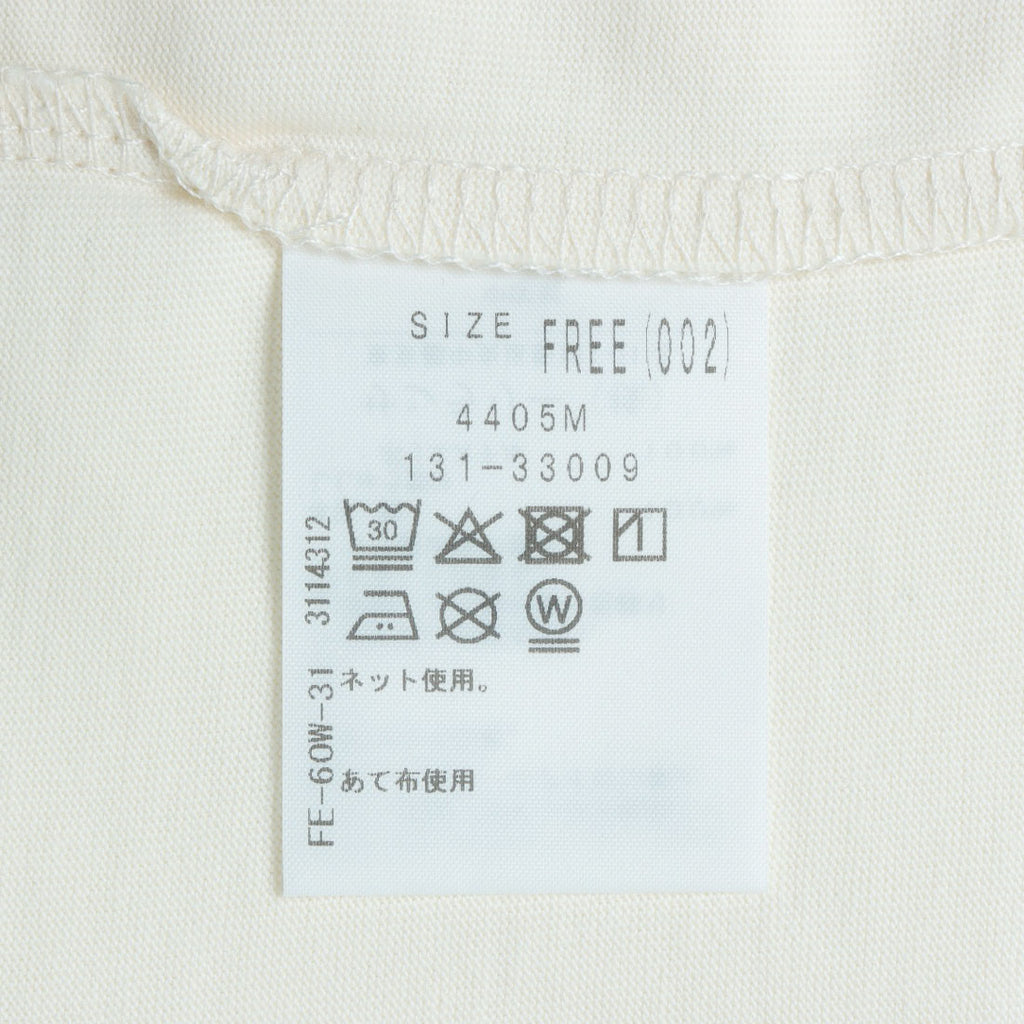 SIZE FREE(002)
4405M
131-33009
30
W
ネット使用。
あて布使用
FE-60W-31 3114312